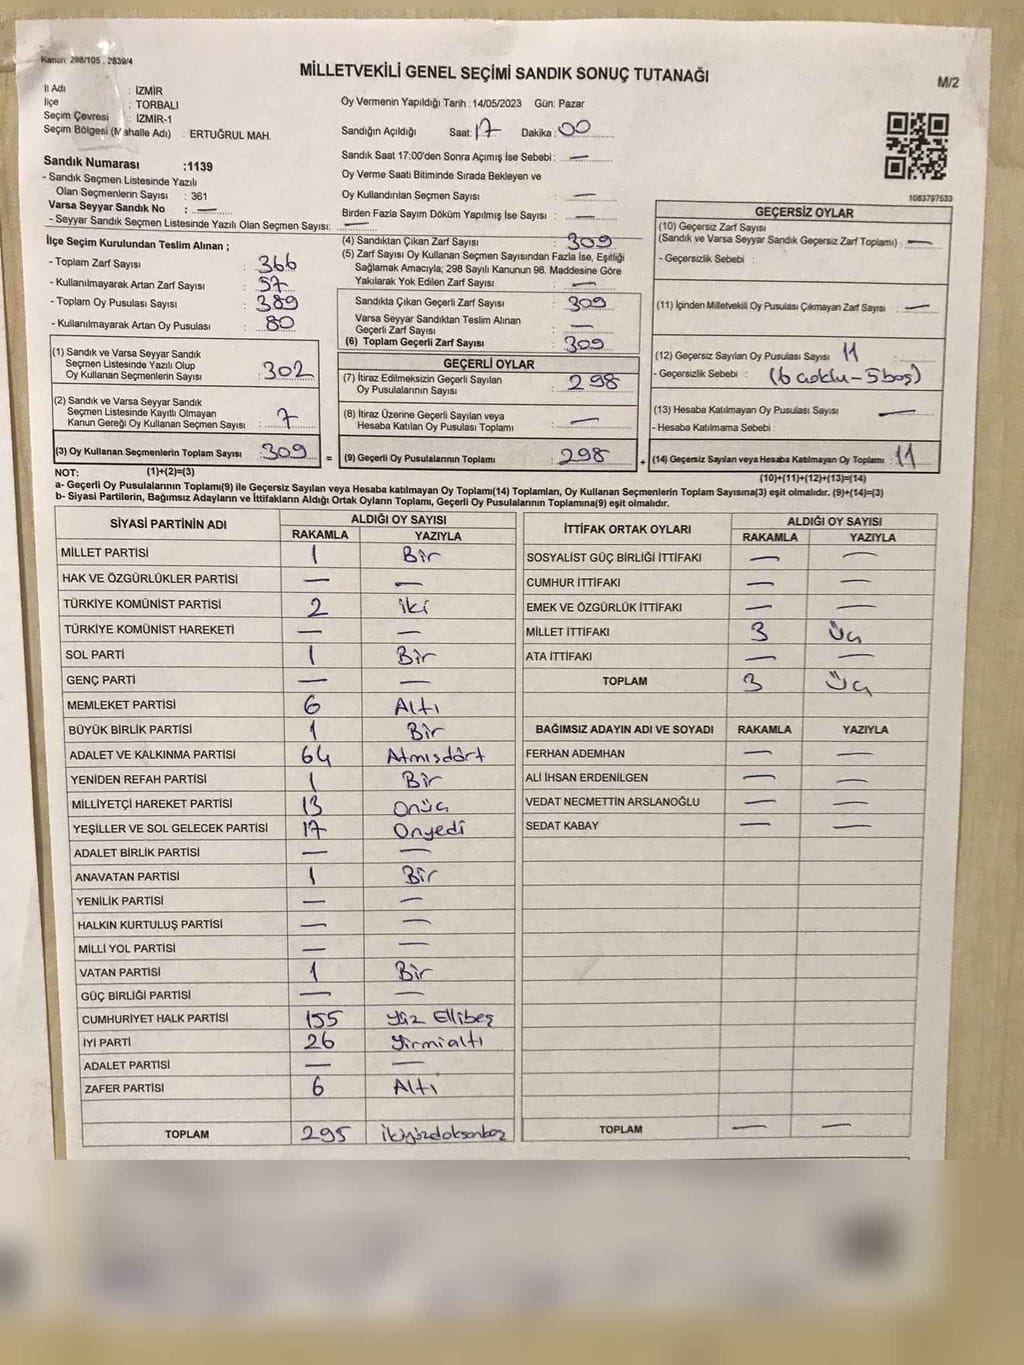 Kanun: 298/105 , 2839/4
MİLLETVEKİLİ GENEL SEÇİMİ SANDIK SONUÇ TUTANAĞI
M/2
İl Adı : İZMİR
İlçe : TORBALI
Seçim Çevresi : İZMİR-1
Seçim Bölgesi (Mahalle Adı) : ERTUĞRUL MAH.
Oy Vermenin Yapıldığı Tarih : 14/05/2023 Gün: Pazar
Sandığın Açıldığı Saat: 17 Dakika: 00
Sandık Saat 17:00'den Sonra Açımış İse Sebebi : —
Oy Verme Saati Bitiminde Sırada Bekleyen ve
Oy Kullandırılan Seçmen Sayısı : —
Birden Fazla Sayım Döküm Yapılmış İse Sayısı : —
Sandık Numarası :1139
- Sandık Seçmen Listesinde Yazılı
Olan Seçmenlerin Sayısı : 361
Varsa Seyyar Sandık No : —
- Seyyar Sandık Seçmen Listesinde Yazılı Olan Seçmen Sayısı:
1083797533
İlçe Seçim Kurulundan Teslim Alınan ;
- Toplam Zarf Sayısı : 366
- Kullanılmayarak Artan Zarf Sayısı : 57
- Toplam Oy Pusulası Sayısı : 389
- Kullanılmayarak Artan Oy Pusulası : 80
(1) Sandık ve Varsa Seyyar Sandık
Seçmen Listesinde Yazılı Olup
Oy Kullanan Seçmenlerin Sayısı : 302
(2) Sandık ve Varsa Seyyar Sandık
Seçmen Listesinde Kayıtlı Olmayan
Kanun Gereği Oy Kullanan Seçmen Sayısı : 7
(3) Oy Kullanan Seçmenlerin Toplam Sayısı : 309 =
(4) Sandıktan Çıkan Zarf Sayısı : 309
(5) Zarf Sayısı Oy Kullanan Seçmen Sayısından Fazla İse, Eşitliği
Sağlamak Amacıyla; 298 Sayılı Kanunun 98. Maddesine Göre
Yakılarak Yok Edilen Zarf Sayısı : —
Sandıkta Çıkan Geçerli Zarf Sayısı : 309
Varsa Seyyar Sandıktan Teslim Alınan
Geçerli Zarf Sayısı : —
(6) Toplam Geçerli Zarf Sayısı : 309
GEÇERLİ OYLAR
(7) İtiraz Edilmeksizin Geçerli Sayılan
Oy Pusulalarının Sayısı : 298
(8) İtiraz Üzerine Geçerli Sayılan veya
Hesaba Katılan Oy Pusulası Toplamı : —
(9) Geçerli Oy Pusulalarının Toplamı : 298 +
GEÇERSİZ OYLAR
(10) Geçersiz Zarf Sayısı
(Sandık ve Varsa Seyyar Sandık Geçersiz Zarf Toplamı) : —
- Geçersizlik Sebebi :
(11) İçinden Milletvekili Oy Pusulası Çıkmayan Zarf Sayısı : —
(12) Geçersiz Sayılan Oy Pusulası Sayısı : 11
- Geçersizlik Sebebi : (6 çoklu-5boş)
(13) Hesaba Katılmayan Oy Pusulası Sayısı : —
- Hesaba Katılmama Sebebi :
(14) Geçersiz Sayılan veya Hesaba Katılmayan Oy Toplamı : 11
NOT: (1)+(2)=(3)
(10)+(11)+(12)+(13)=(14)
a- Geçerli Oy Pusulaları(9) ile Geçersiz Sayılan veya Hesaba katılmayan Oy Toplamı(14) Toplamları, Oy Kullanan Seçmenlerin Toplam Sayısına(3) eşit olmalıdır. (9)+(14)=(3)
b- Siyasi Partilerin, Bağımsız Adayların ve İttifakların Aldığı Ortak Oyların Toplamı, Geçerli Oy Pusulalarının Toplamına(9) eşit olmalıdır.
SİYASİ PARTİNİN ADI ALDIĞI OY SAYISI
RAKAMLA YAZIYLA
MİLLET PARTİSİ 1 Bir
HAK VE ÖZGÜRLÜKLER PARTİSİ — —
TÜRKİYE KOMÜNİST PARTİSİ 2 iki
TÜRKİYE KOMÜNİST HAREKETİ — —
SOL PARTİ 1 Bir
GENÇ PARTİ — —
MEMLEKET PARTİSİ 6 Altı
BÜYÜK BİRLİK PARTİSİ 1 Bir
ADALET VE KALKINMA PARTİSİ 64 Atmışdört
YENİDEN REFAH PARTİSİ 1 Bir
MİLLİYETÇİ HAREKET PARTİSİ 13 Onüç
YEŞİLLER VE SOL GELECEK PARTİSİ 17 Onyedi
ADALET BİRLİK PARTİSİ — —
ANAVATAN PARTİSİ 1 Bir
YENİLİK PARTİSİ — —
HALKIN KURTULUŞ PARTİSİ — —
MİLLİ YOL PARTİSİ — —
VATAN PARTİSİ 1 Bir
GÜÇ BİRLİĞİ PARTİSİ — —
CUMHURİYET HALK PARTİSİ 155 Yüz Ellibeş
İYİ PARTİ 26 Yirmialtı
ADALET PARTİSİ — —
ZAFER PARTİSİ 6 Altı
TOPLAM 295 İkiyüzdoksanbeş
İTTİFAK ORTAK OYLARI ALDIĞI OY SAYISI
RAKAMLA YAZIYLA
SOSYALİST GÜÇ BİRLİĞİ İTTİFAKI — —
CUMHUR İTTİFAKI — —
EMEK VE ÖZGÜRLÜK İTTİFAKI — —
MİLLET İTTİFAKI 3 Üç
ATA İTTİFAKI — —
TOPLAM 3 Üç
BAĞIMSIZ ADAYIN ADI VE SOYADI RAKAMLA YAZIYLA
FERHAN ADEMHAN — —
ALİ İHSAN ERDENİLGEN — —
VEDAT NECMETTİN ARSLANOĞLU — —
SEDAT KABAY — —
TOPLAM — —